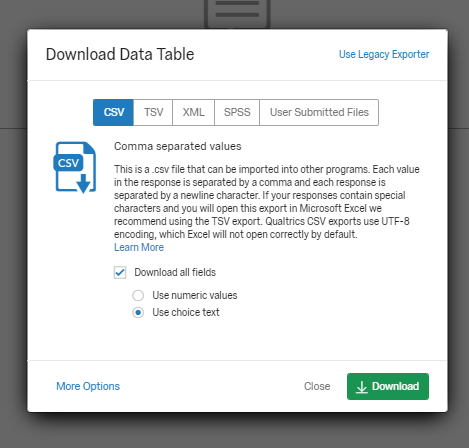 Download Data Table
Use Legacy Exporter
CSV TSV XML SPSS User Submitted Files
CSV
Comma separated values
This is a .csv file that can be imported into other programs. Each value
in the response is separated by a comma and each response is
separated by a newline character. If your responses contain special
characters and you will open this export in Microsoft Excel we
recommend using the TSV export. Qualtrics CSV exports use UTF-8
encoding, which Excel will not open correctly by default.
Learn More
Download all fields
Use numeric values
Use choice text
More Options
Close
Download